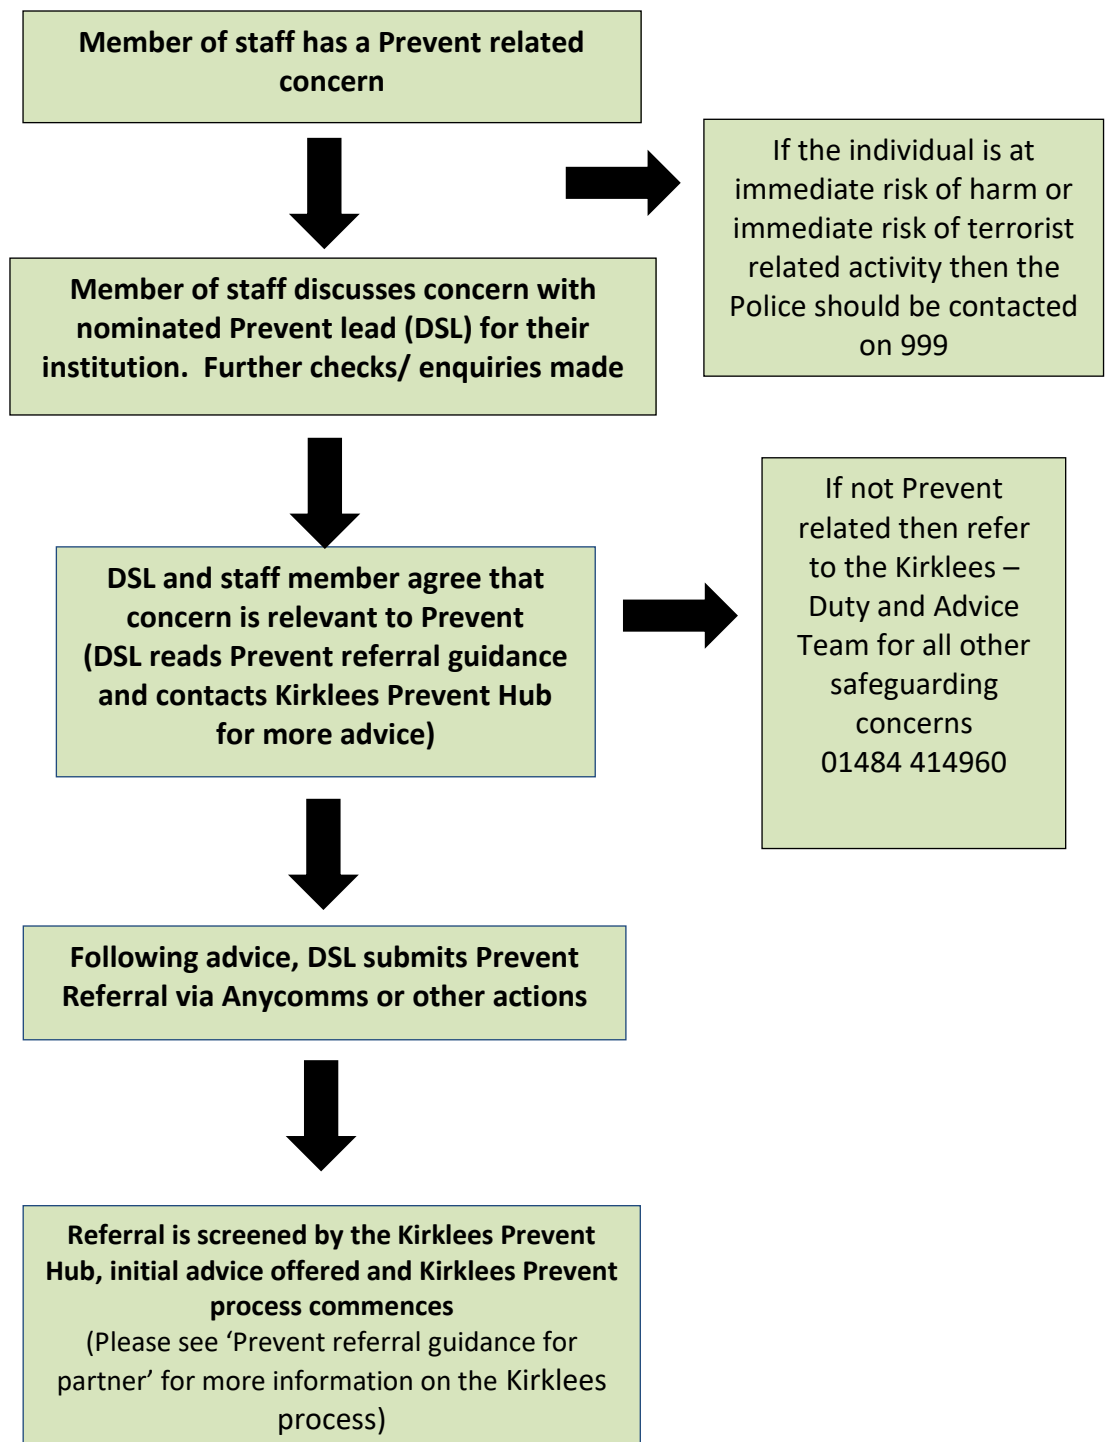 Member of staff has a Prevent related
concern
If the individual is at
immediate risk of harm or
immediate risk of terrorist
related activity then the
Police should be contacted
on 999
Member of staff discusses concern with
nominated Prevent lead (DSL) for their
institution.  Further checks/ enquiries made
DSL and staff member agree that
concern is relevant to Prevent
(DSL reads Prevent referral guidance
and contacts Kirklees Prevent Hub
for more advice)
If not Prevent
related then refer
to the Kirklees –
Duty and Advice
Team for all other
safeguarding
concerns
01484 414960
Following advice, DSL submits Prevent
Referral via Anycomms or other actions
Referral is screened by the Kirklees Prevent
Hub, initial advice offered and Kirklees Prevent
process commences
(Please see ‘Prevent referral guidance for
partner’ for more information on the Kirklees
process)